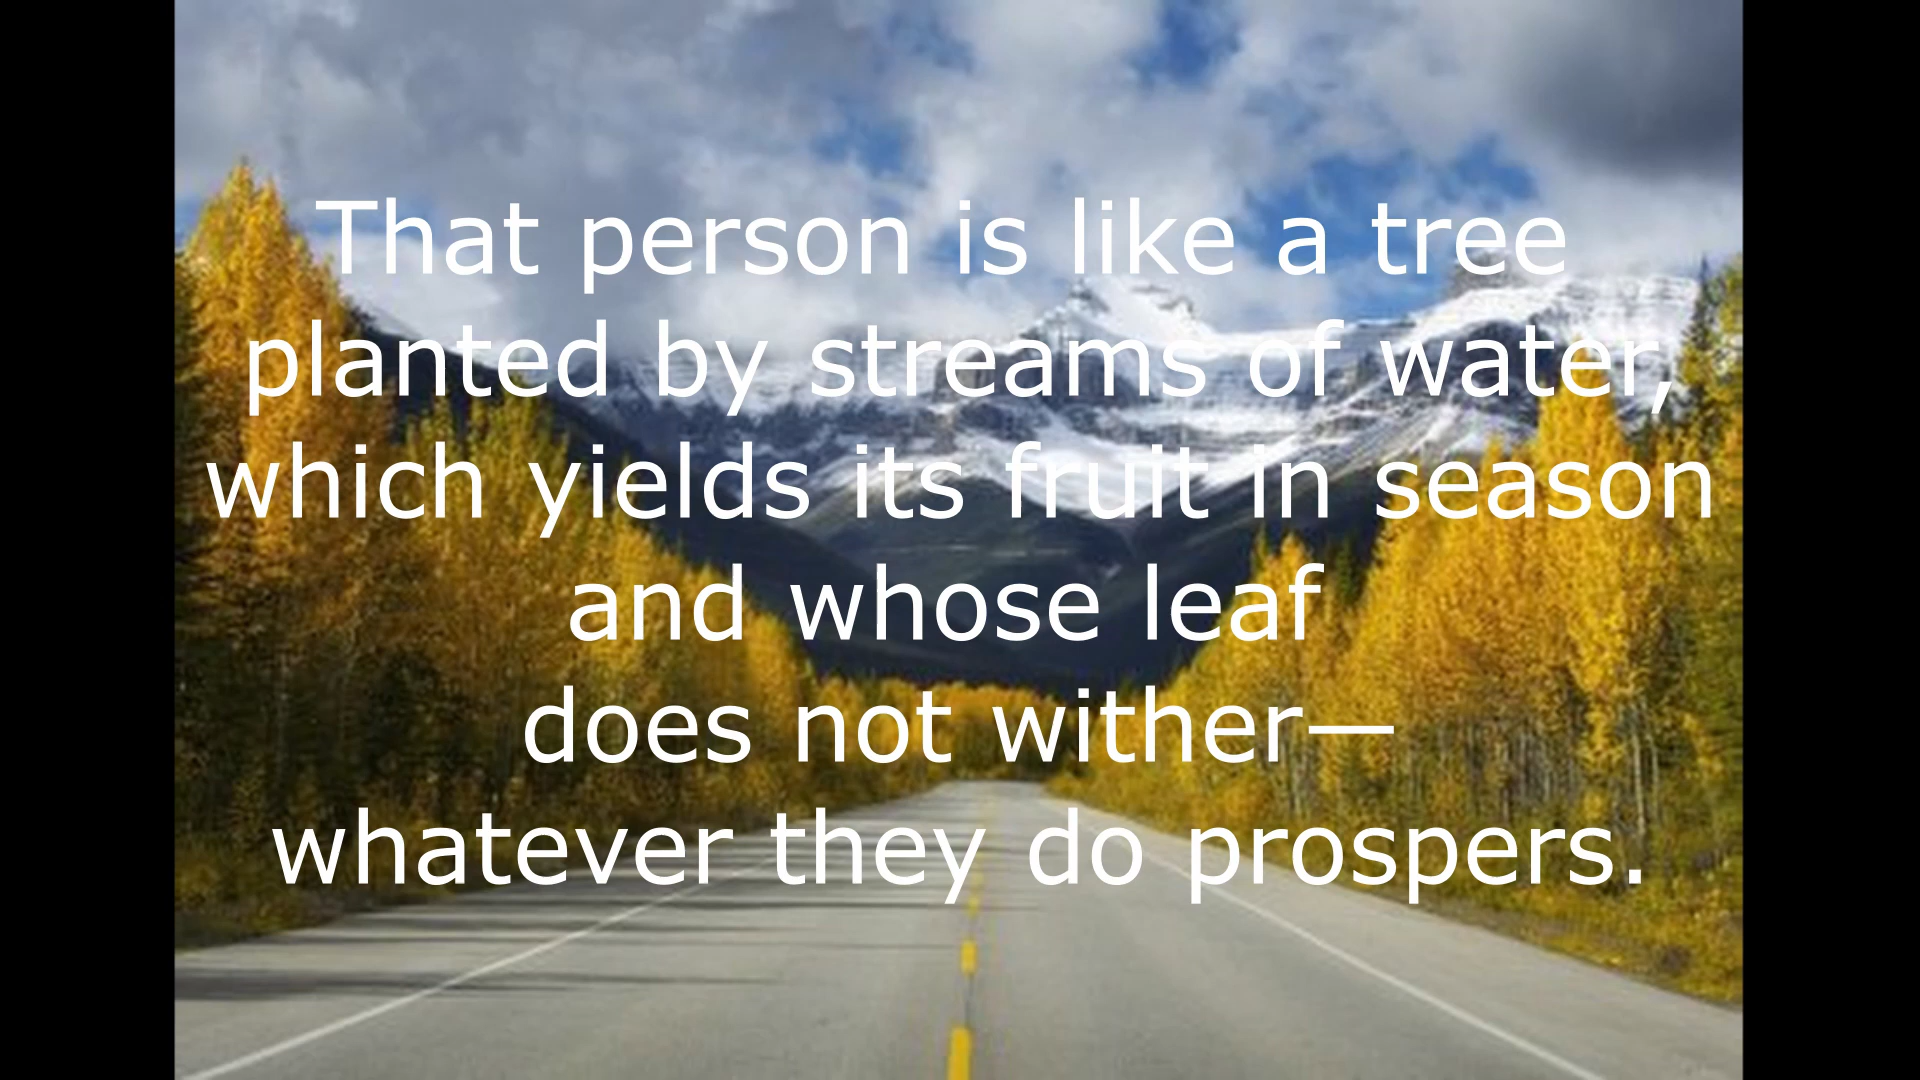 That person is like a tree
planted by streams of water,
which yields its fruit in season
and whose leaf
does not wither—
whatever they do prospers.